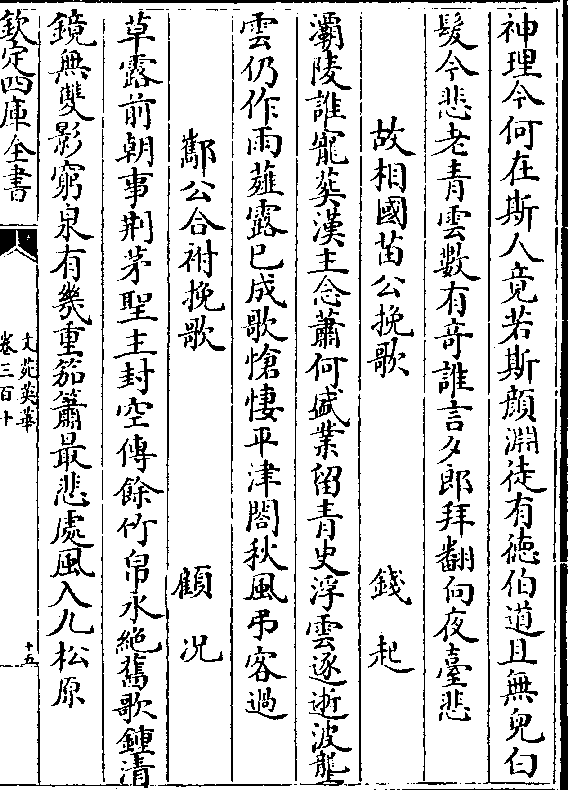 神理今何在斯人竟若斯顔淵徒有徳伯道且無兒白
髮今悲老青雲數有竒誰言夕郎拜翻向夜臺悲
故相國苗公挽歌 錢起
灞陵誰寵葬漢主念蕭何盛業留青史浮雲逐逝波壟
雲仍作雨薤露已成歌愴悽平津閤秋風弔客過
鄰公合祔挽歌 顧况
草露前朝事荆茅聖主封空傳餘竹帛永絶舊歌鍾清
鏡無雙影窮泉有幾重笳簫最悲處風入九松原
欽定四庫全書
文苑英華
卷三百十
十五